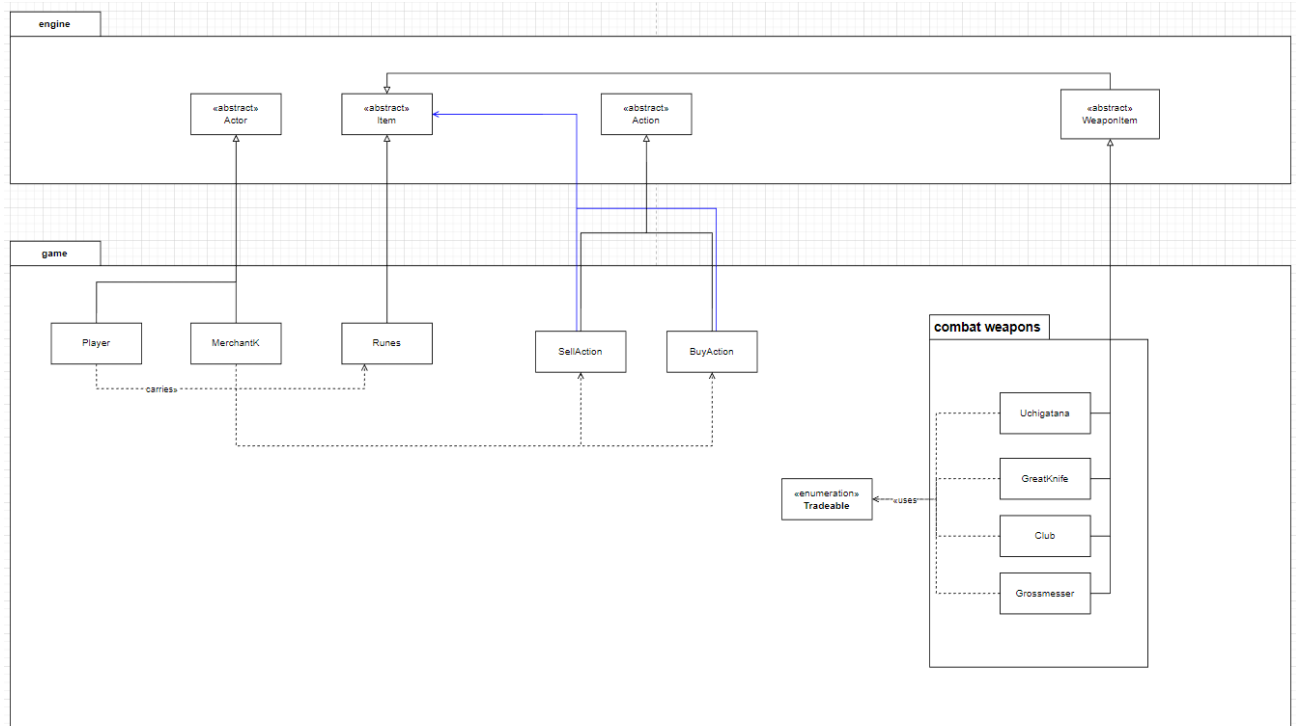 engine
«abstract»
Actor
«abstract»
Item
«abstract»
Action
«abstract»
WeaponItem
game
Player
MerchantK
Runes
SellAction
BuyAction
carries»
combat weapons
Uchigatana
GreatKnife
Club
Grossmesser
«enumeration»
Tradeable
«uses